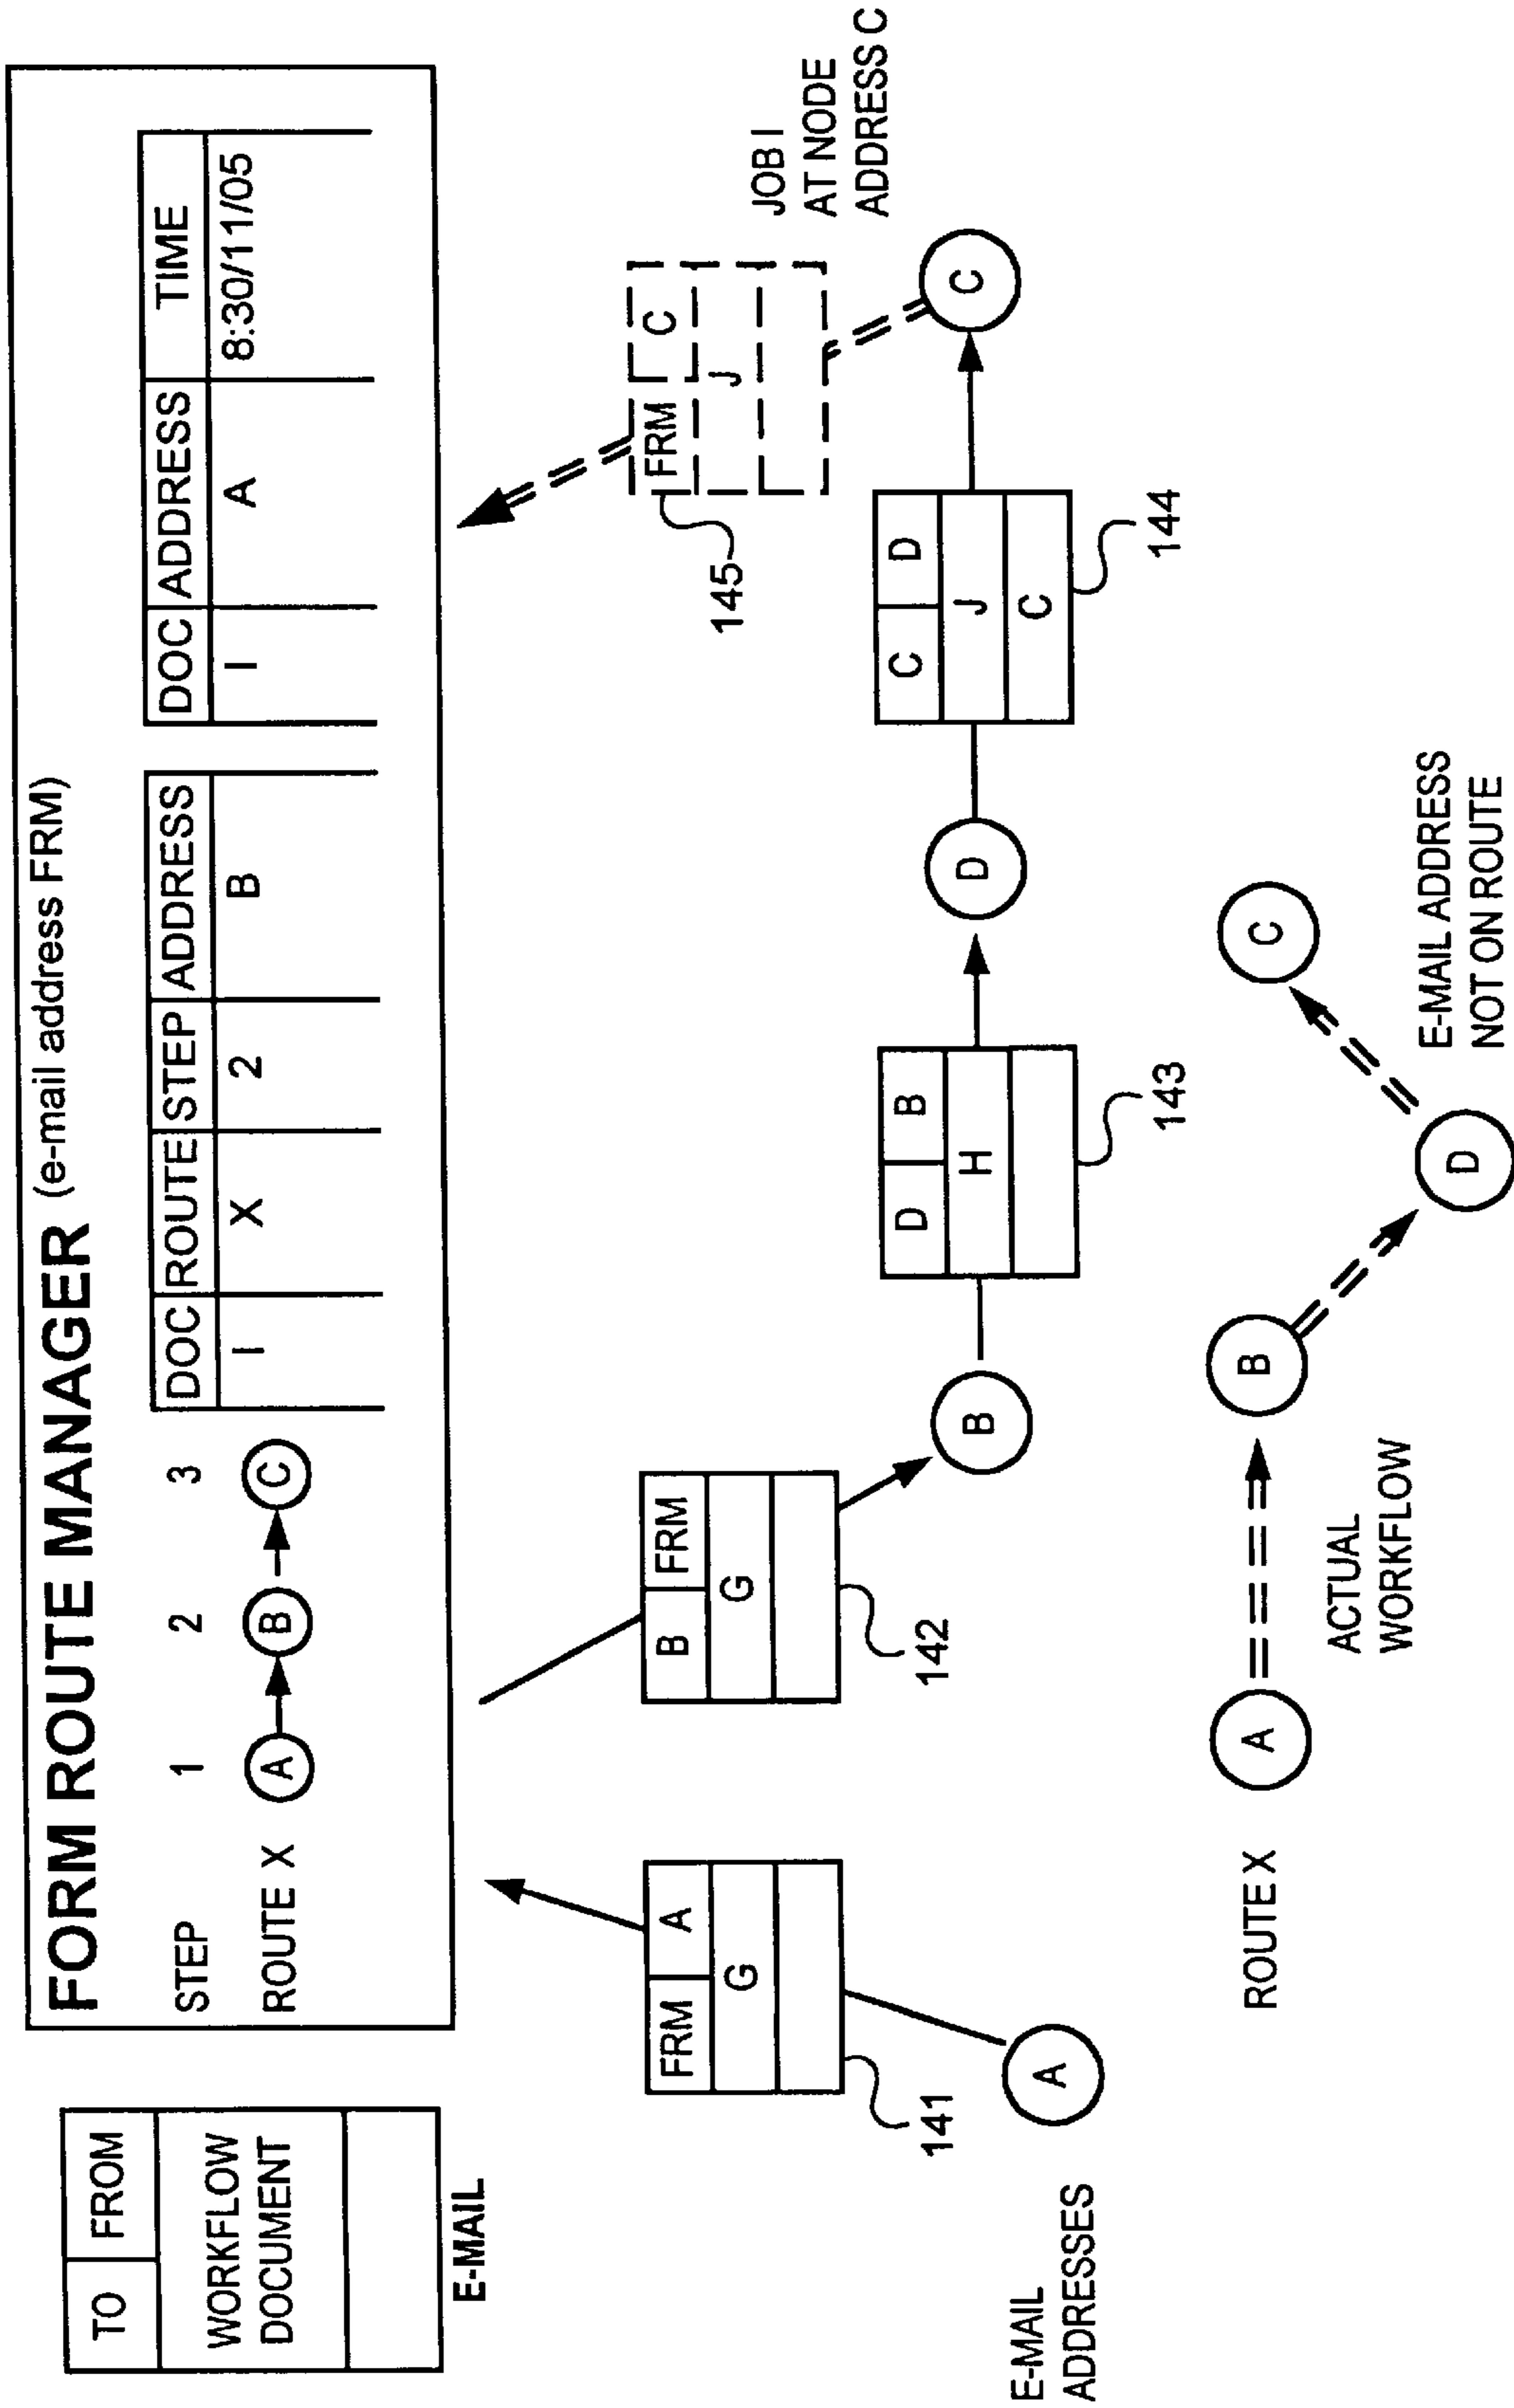 TO FROM
WORKFLOW
DOCUMENT
E-MAIL
FORM ROUTE MANAGER (e-mail address FRM)
STEP 1 2 3
ROUTE X A B C
DOC ROUTE STEP ADDRESS
I X 2 B
DOC ADDRESS TIME
I A 8:30/11/05
FRM A
G
141
A
E-MAIL
ADDRESSES
B FRM
G
142
B
D B
H
143
D
C D
J
C
144
C
FRM C
J
145
JOB I
AT NODE
ADDRESS C
ROUTE X
A B D C
ACTUAL
WORKFLOW
E-MAIL ADDRESS
NOT ON ROUTE